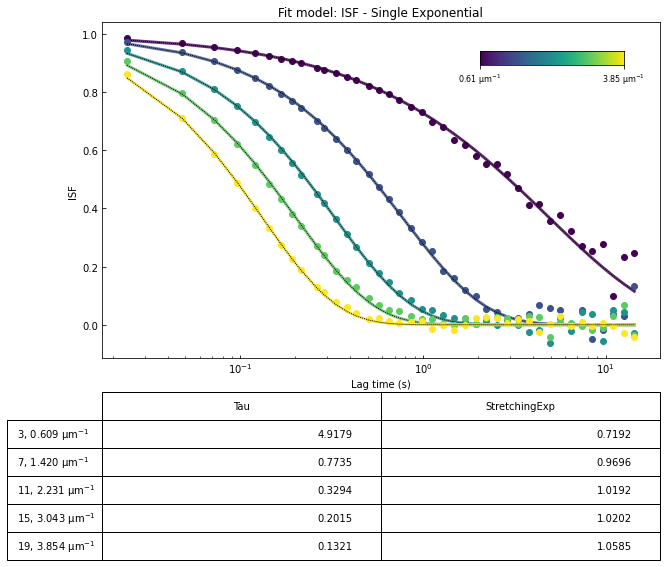 Fit model: ISF - Single Exponential
1.0
0.8
0.6
0.4
0.2
0.0
ISF
0.61 μm⁻¹ 3.85 μm⁻¹
10⁻¹ 10⁰ 10¹
Lag time (s)
Tau StretchingExp
3, 0.609 μm⁻¹ 4.9179 0.7192
7, 1.420 μm⁻¹ 0.7735 0.9696
11, 2.231 μm⁻¹ 0.3294 1.0192
15, 3.043 μm⁻¹ 0.2015 1.0202
19, 3.854 μm⁻¹ 0.1321 1.0585